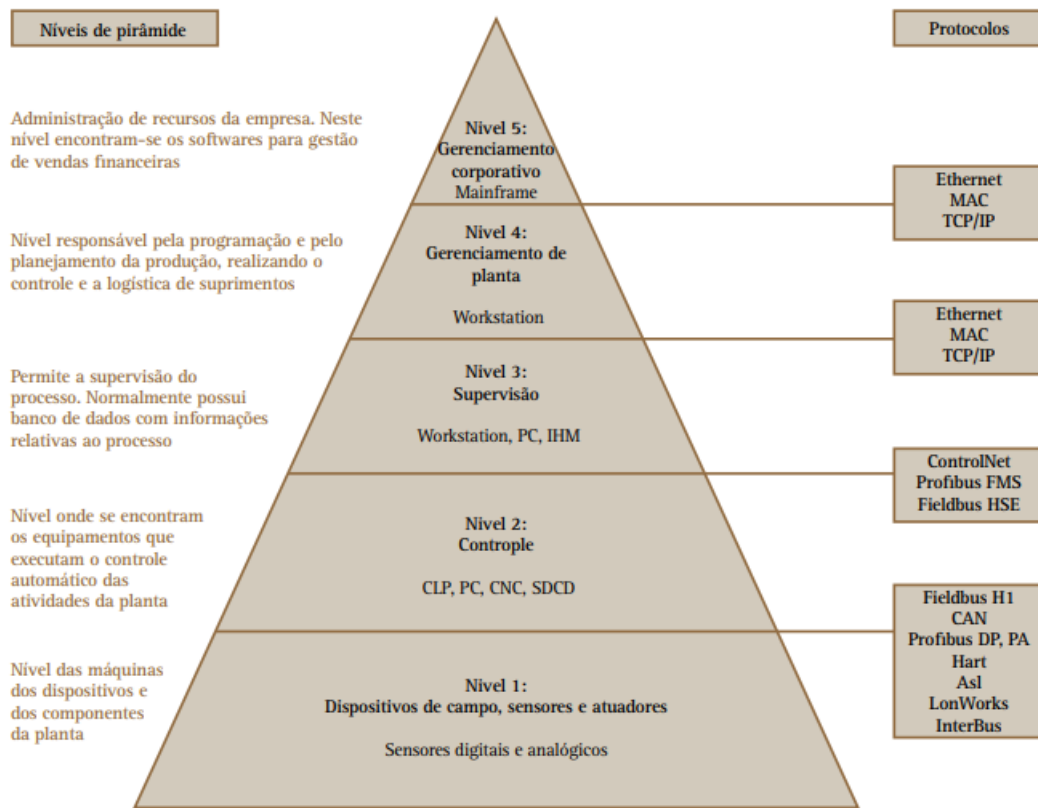 Níveis de pirâmide
Protocolos
Administração de recursos da empresa. Neste
nível encontram-se os softwares para gestão
de vendas financeiras
Nivel 5:
Gerenciamento
corporativo
Mainframe
Ethernet
MAC
TCP/IP
Nível responsável pela programação e pelo
planejamento da produção, realizando o
controle e a logística de suprimentos
Nivel 4:
Gerenciamento de
planta
Workstation
Ethernet
MAC
TCP/IP
Permite a supervisão do
processo. Normalmente possui
banco de dados com informações
relativas ao processo
Nivel 3:
Supervisão
Workstation, PC, IHM
ControlNet
Profibus FMS
Fieldbus HSE
Nível onde se encontram
os equipamentos que
executam o controle
automático das
atividades da planta
Nivel 2:
Controple
CLP, PC, CNC, SDCD
Fieldbus H1
CAN
Profibus DP, PA
Hart
Asl
LonWorks
InterBus
Nível das máquinas
dos dispositivos e
dos componentes
da planta
Nivel 1:
Dispositivos de campo, sensores e atuadores
Sensores digitais e analógicos